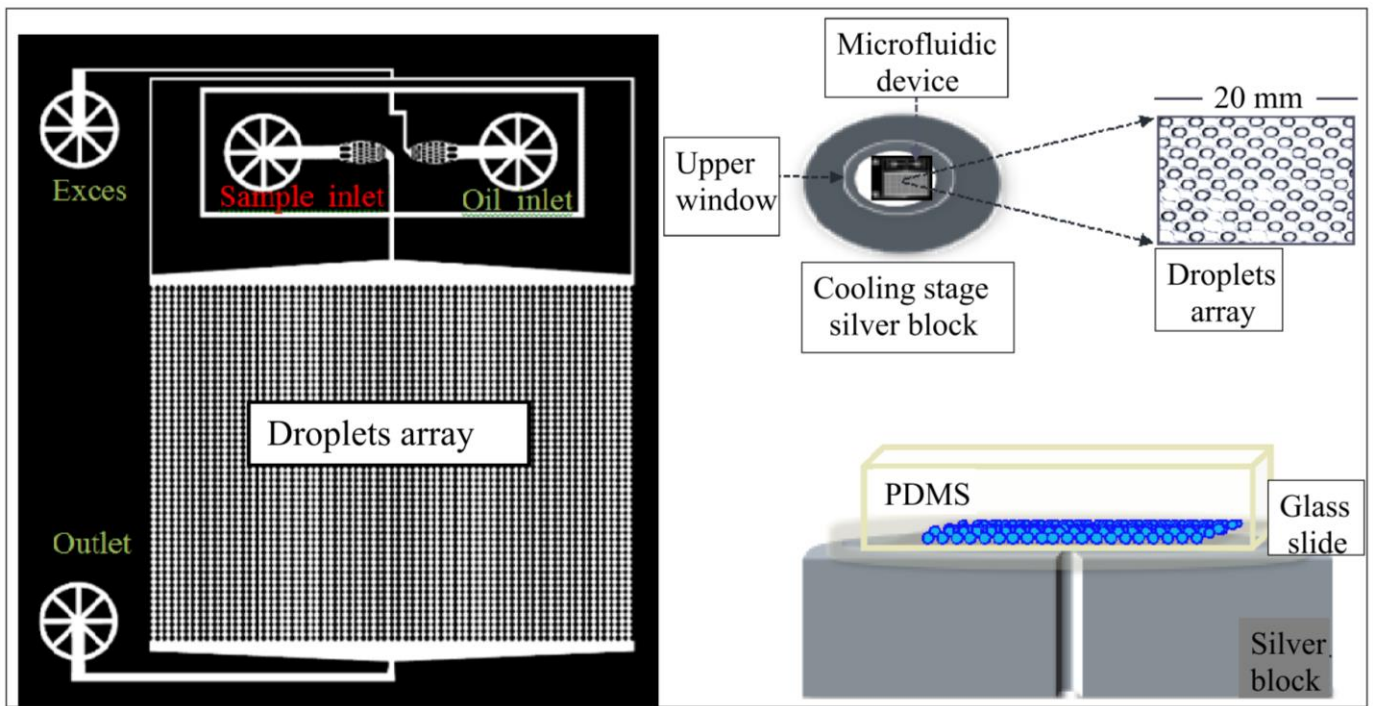 Exces
Sample inlet
Oil inlet
Droplets array
Outlet
Microfluidic
device
Upper
window
20 mm
Cooling stage
silver block
Droplets
array
PDMS
Glass
slide
Silver
block